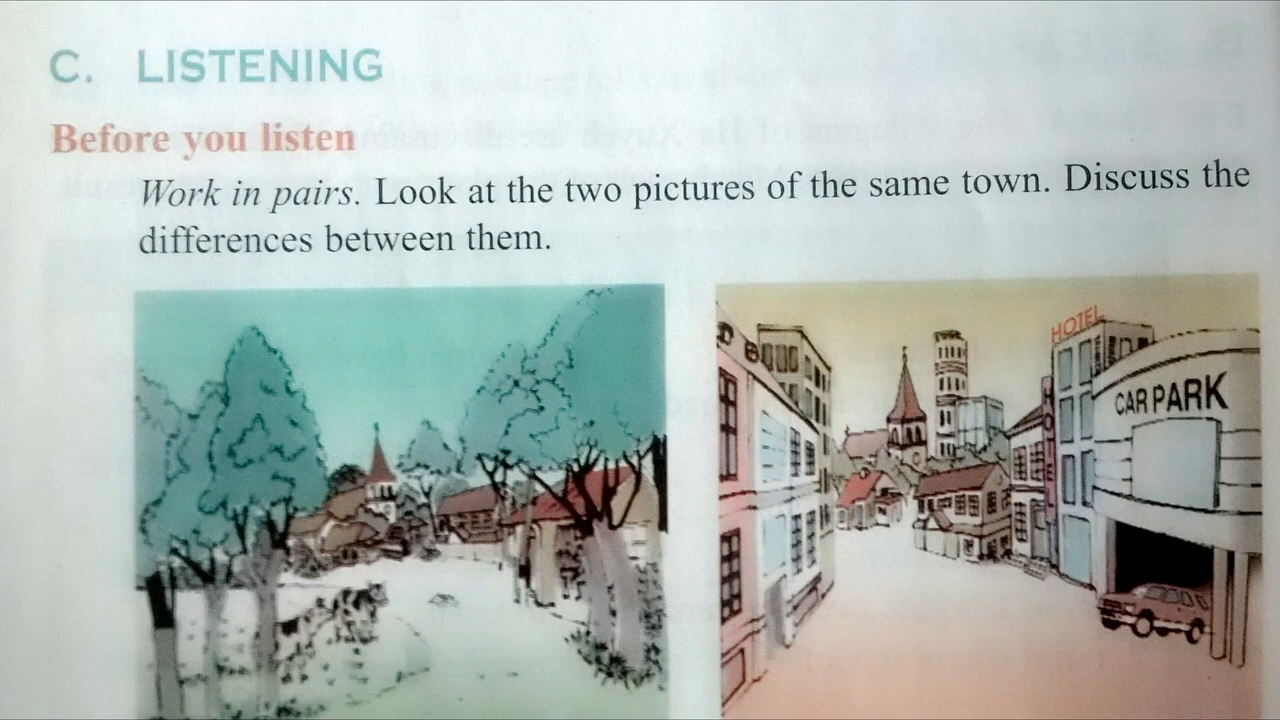 C. LISTENING
Before you listen
Work in pairs. Look at the two pictures of the same town. Discuss the
differences between them.
HOTEL
CAR PARK
HOTEL